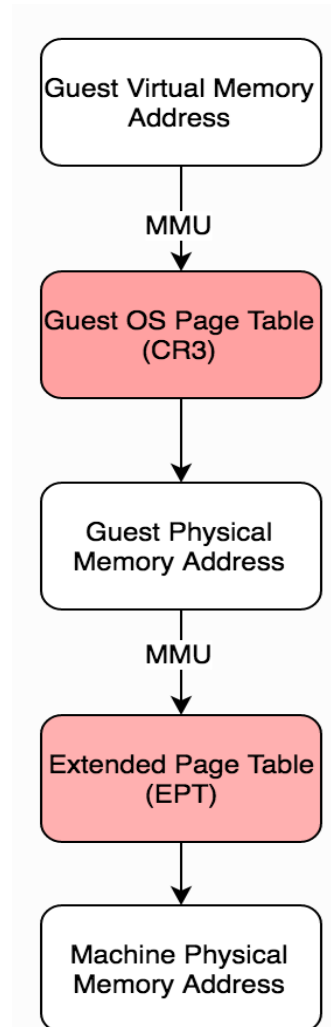 Guest Virtual Memory
Address
MMU
Guest OS Page Table
(CR3)
Guest Physical
Memory Address
MMU
Extended Page Table
(EPT)
Machine Physical
Memory Address